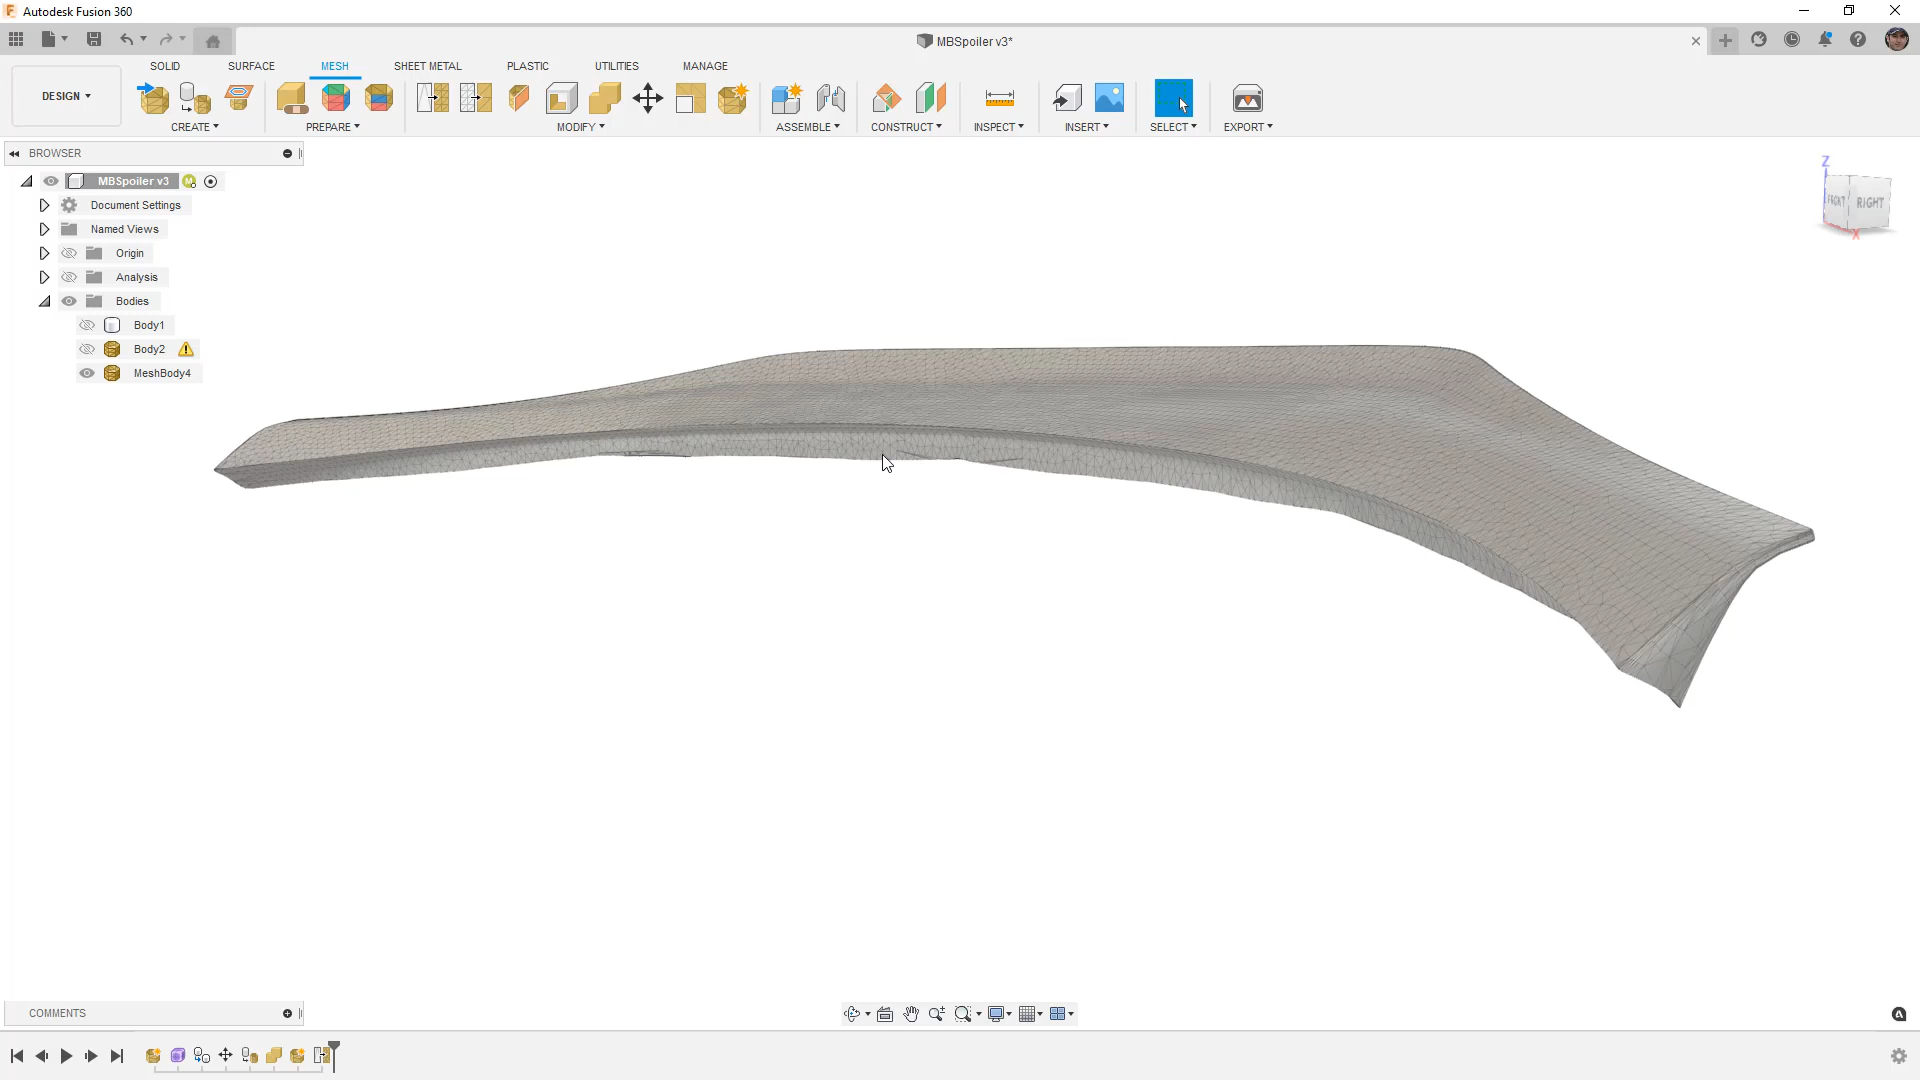 Autodesk Fusion 360
MBSpoiler v3*
SOLID
SURFACE
MESH
SHEET METAL
PLASTIC
UTILITIES
MANAGE
DESIGN
CREATE
PREPARE
MODIFY
ASSEMBLE
CONSTRUCT
INSPECT
INSERT
SELECT
EXPORT
BROWSER
MBSpoiler v3
Document Settings
Named Views
Origin
Analysis
Bodies
Body1
Body2
MeshBody4
Z
FRONT
RIGHT
X
COMMENTS